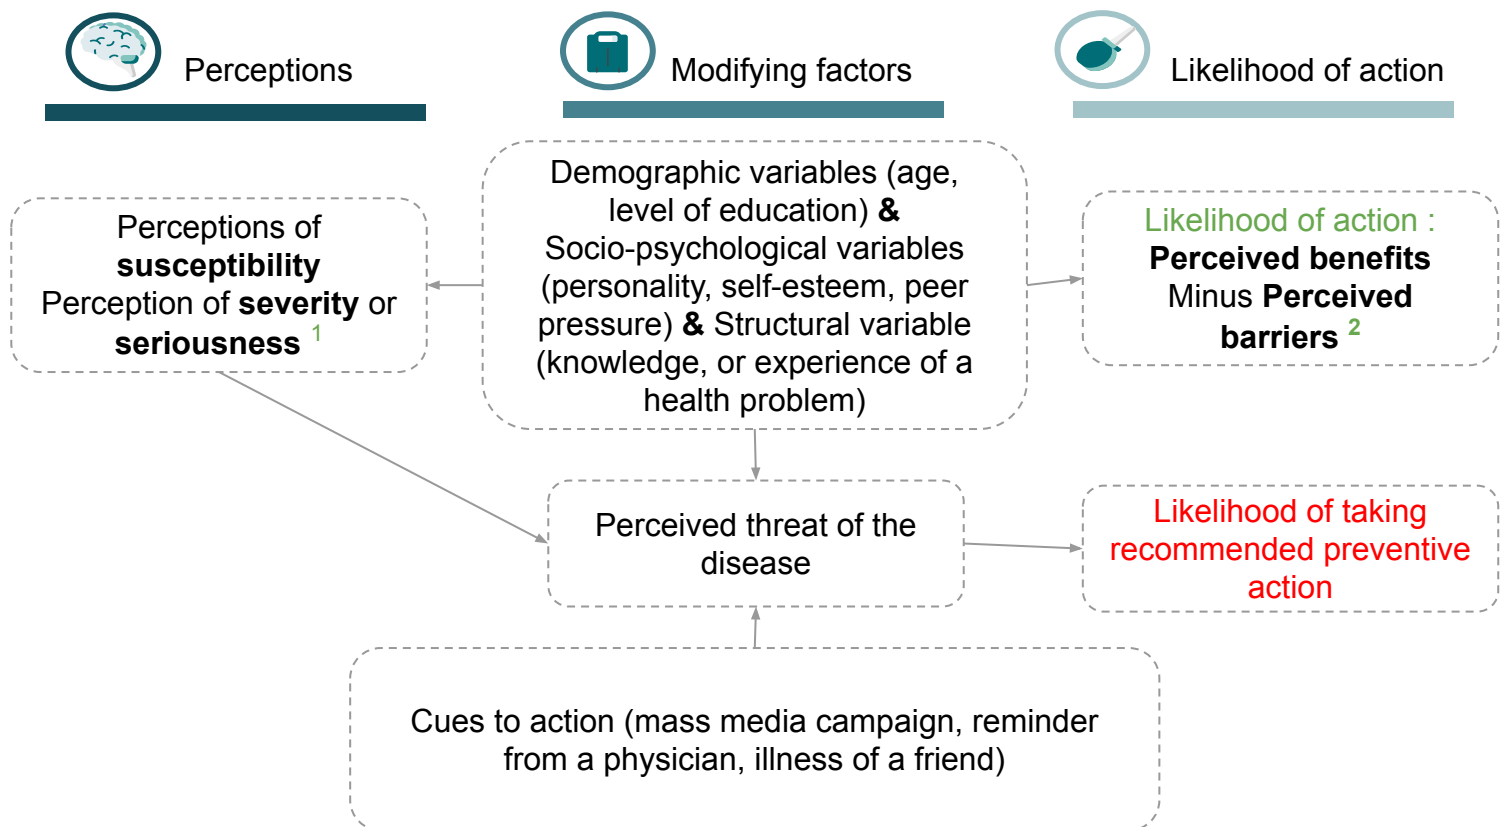 Perceptions
Modifying factors
Likelihood of action
Demographic variables (age,
level of education) &
Socio-psychological variables
(personality, self-esteem, peer
pressure) & Structural variable
(knowledge, or experience of a
health problem)
Perceptions of
susceptibility
Perception of severity or
seriousness 1
Likelihood of action :
Perceived benefits
Minus Perceived
barriers 2
Perceived threat of the
disease
Likelihood of taking
recommended preventive
action
Cues to action (mass media campaign, reminder
from a physician, illness of a friend)